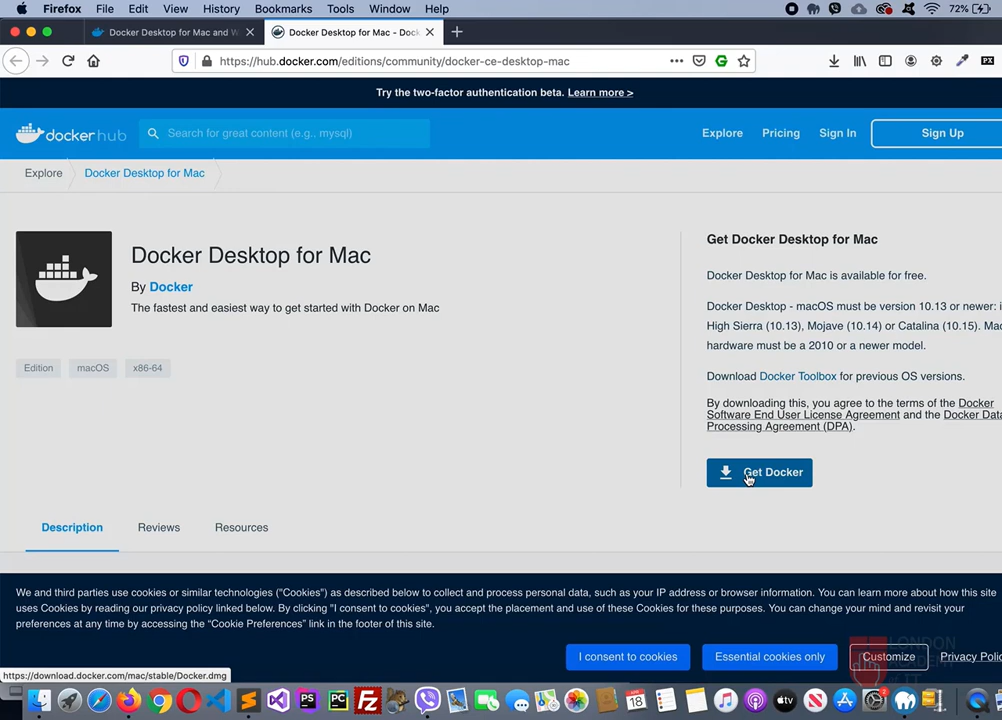 Firefox File Edit View History Bookmarks Tools Window Help 72%
Docker Desktop for Mac and W Docker Desktop for Mac - Dock
https://hub.docker.com/editions/community/docker-ce-desktop-mac
Try the two-factor authentication beta. Learn more >
dockerhub Search for great content (e.g., mysql) Explore Pricing Sign In Sign Up
Explore Docker Desktop for Mac
Docker Desktop for Mac
By Docker
The fastest and easiest way to get started with Docker on Mac
Edition macOS x86-64
Get Docker Desktop for Mac
Docker Desktop for Mac is available for free.
Docker Desktop - macOS must be version 10.13 or newer: i
High Sierra (10.13), Mojave (10.14) or Catalina (10.15). Mac
hardware must be a 2010 or a newer model.
Download Docker Toolbox for previous OS versions.
By downloading this, you agree to the terms of the Docker
Software End User License Agreement and the Docker Data
Processing Agreement (DPA).
Get Docker
Description Reviews Resources
We and third parties use cookies or similar technologies ("Cookies") as described below to collect and process personal data, such as your IP address or browser information. You can learn more about how this site
uses Cookies by reading our privacy policy linked below. By clicking "I consent to cookies", you accept the placement and use of these Cookies for these purposes. You can change your mind and revisit your
preferences at any time by accessing the “Cookie Preferences” link in the footer of this site.
I consent to cookies Essential cookies only Customize Privacy Polic
https://download.docker.com/mac/stable/Docker.dmg